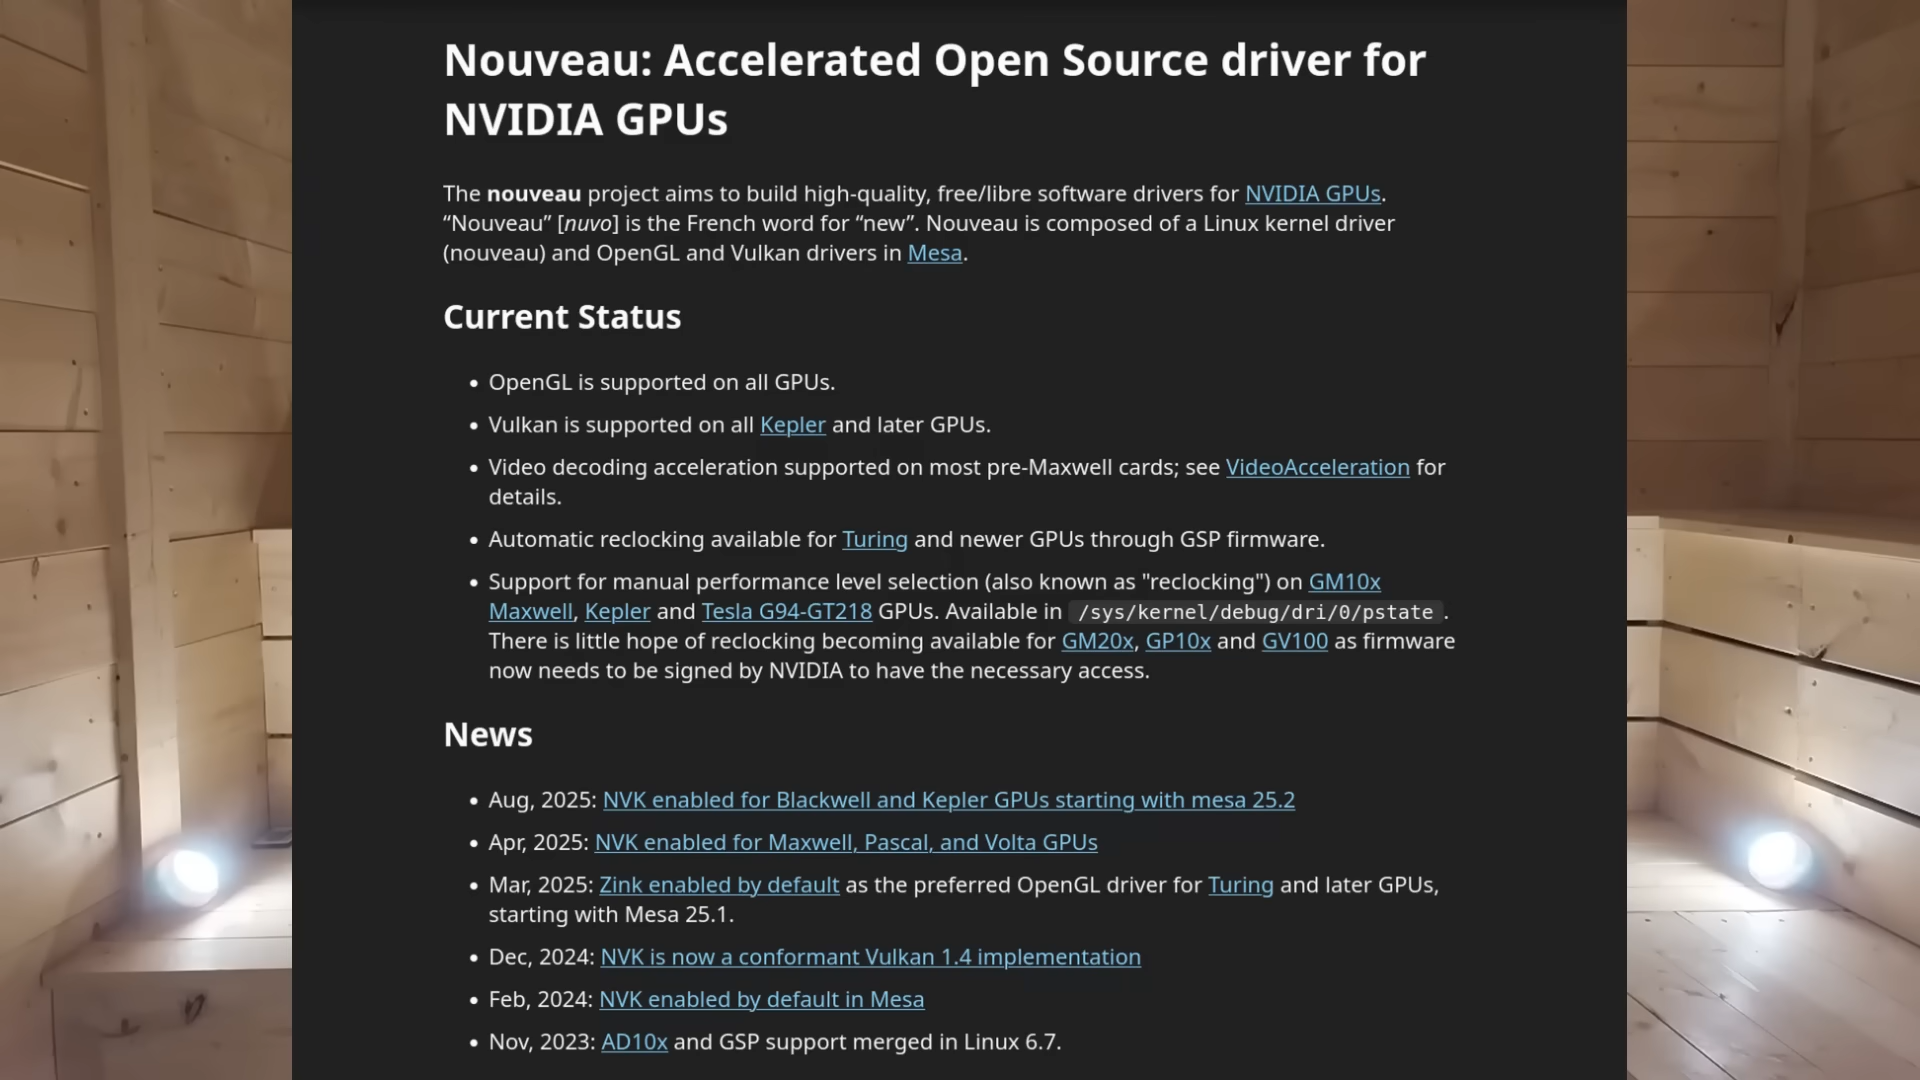 Nouveau: Accelerated Open Source driver for
NVIDIA GPUs
The nouveau project aims to build high-quality, free/libre software drivers for NVIDIA GPUs.
“Nouveau” [nuvo] is the French word for “new”. Nouveau is composed of a Linux kernel driver
(nouveau) and OpenGL and Vulkan drivers in Mesa.
Current Status
• OpenGL is supported on all GPUs.
• Vulkan is supported on all Kepler and later GPUs.
• Video decoding acceleration supported on most pre-Maxwell cards; see VideoAcceleration for
details.
• Automatic reclocking available for Turing and newer GPUs through GSP firmware.
• Support for manual performance level selection (also known as "reclocking") on GM10x
Maxwell, Kepler and Tesla G94-GT218 GPUs. Available in /sys/kernel/debug/dri/0/pstate .
There is little hope of reclocking becoming available for GM20x, GP10x and GV100 as firmware
now needs to be signed by NVIDIA to have the necessary access.
News
• Aug, 2025: NVK enabled for Blackwell and Kepler GPUs starting with mesa 25.2
• Apr, 2025: NVK enabled for Maxwell, Pascal, and Volta GPUs
• Mar, 2025: Zink enabled by default as the preferred OpenGL driver for Turing and later GPUs,
starting with Mesa 25.1.
• Dec, 2024: NVK is now a conformant Vulkan 1.4 implementation
• Feb, 2024: NVK enabled by default in Mesa
• Nov, 2023: AD10x and GSP support merged in Linux 6.7.